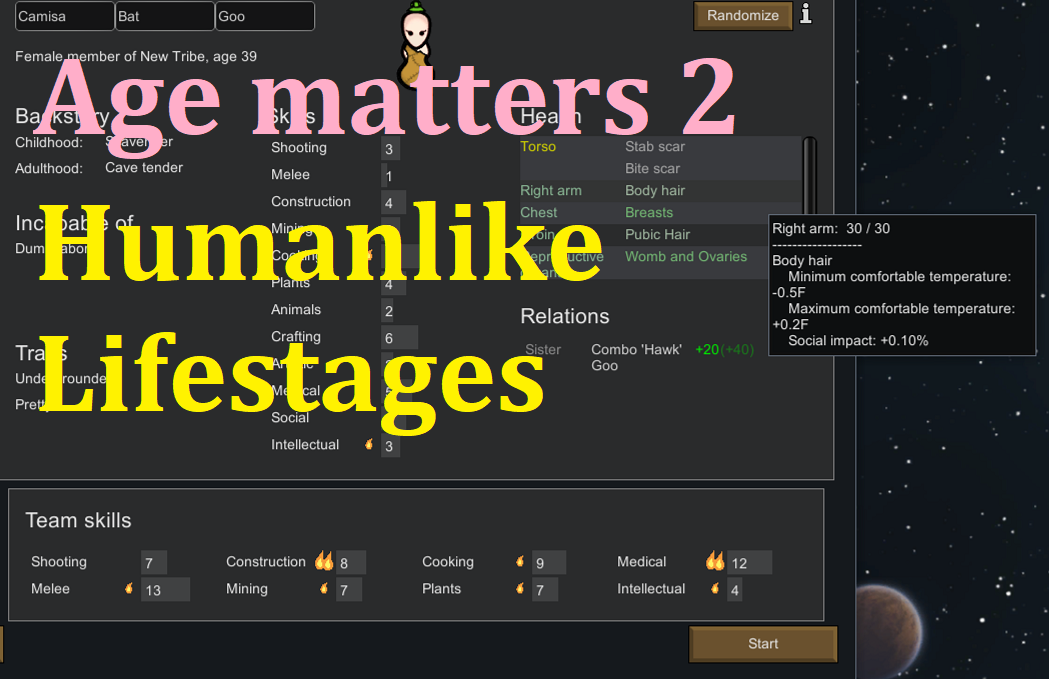 Camisa Bat Goo Randomize
Female member of New Tribe, age 39
Age matters 2
Backstory Skills Health
Childhood: Scavenger
Adulthood: Cave tender
Shooting 3
Melee 1
Construction 4
Mining
Cooking
Plants 4
Animals 2
Crafting 6
Medical
Social
Intellectual 3
Torso Stab scar
Bite scar
Right arm Body hair
Chest Breasts
Groin Pubic Hair
Reproductive Womb and Ovaries
Humanlike
Incapable of
Dumb labor
Lifestages
Traits
Undergrounder
Pretty
Relations
Sister Combo 'Hawk' +20(+40)
Goo
Right arm: 30 / 30
------------------
Body hair
Minimum comfortable temperature:
-0.5F
Maximum comfortable temperature:
+0.2F
Social impact: +0.10%
Team skills
Shooting 7 Construction 8 Cooking 9 Medical 12
Melee 13 Mining 7 Plants 7 Intellectual 4
Start